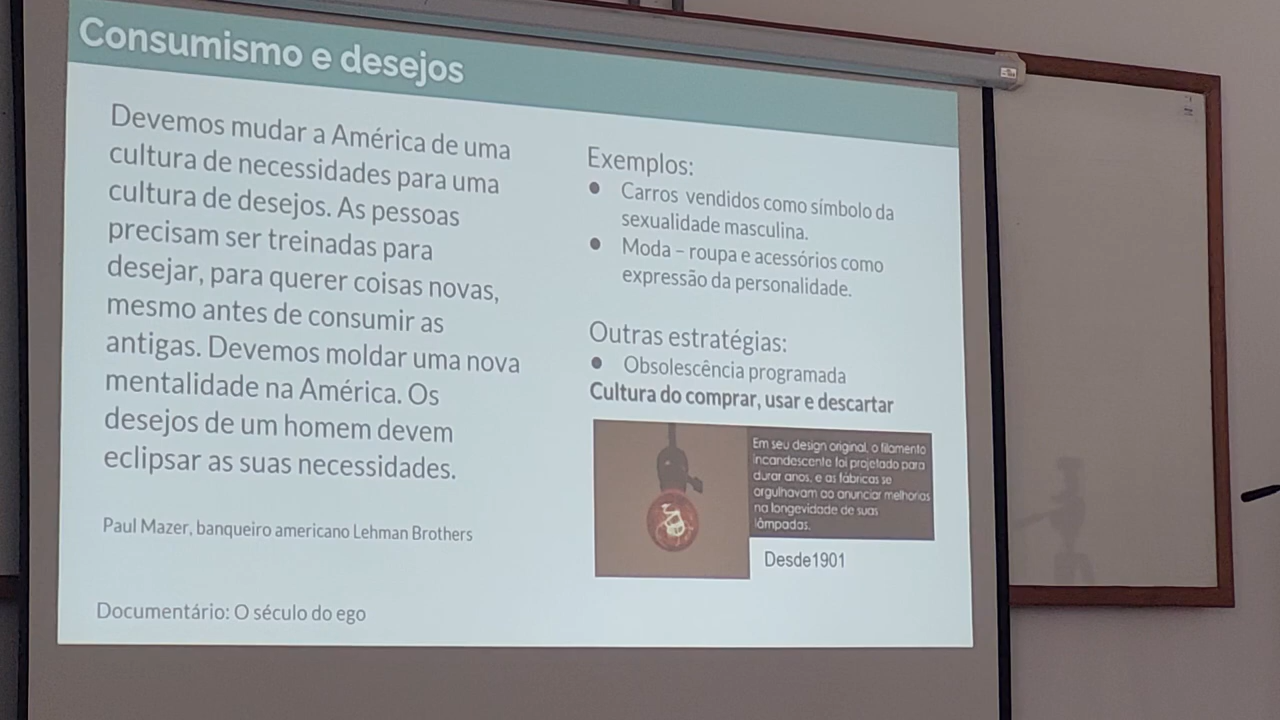 Consumismo e desejos
Devemos mudar a América de uma
cultura de necessidades para uma
cultura de desejos. As pessoas
precisam ser treinadas para
desejar, para querer coisas novas,
mesmo antes de consumir as
antigas. Devemos moldar uma nova
mentalidade na América. Os
desejos de um homem devem
eclipsar as suas necessidades.
Paul Mazer, banqueiro americano Lehman Brothers
Documentário: O século do ego
Exemplos:
● Carros vendidos como símbolo da
sexualidade masculina.
● Moda – roupa e acessórios como
expressão da personalidade.
Outras estratégias:
● Obsolescência programada
Cultura do comprar, usar e descartar
Em seu design original, o filamento
incandescente foi projetado para
durar anos, e as fábricas se
orgulhavam ao anunciar melhorias
na longevidade de suas
lâmpadas.
Desde1901